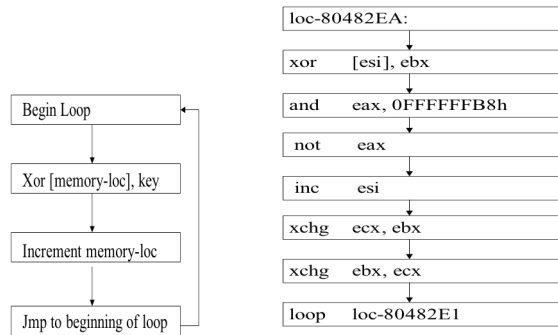 Begin Loop
Xor [memory-loc], key
Increment memory-loc
Jmp to beginning of loop
loc-80482EA:
xor [esi], ebx
and eax, 0FFFFFFB8h
not eax
inc esi
xchg ecx, ebx
xchg ebx, ecx
loop loc-80482E1